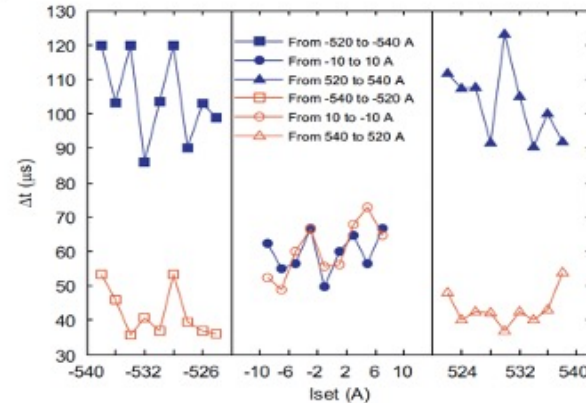 130
120
110
100
90
80
70
60
50
40
30
Δt (μs)
From -520 to -540 A
From -10 to 10 A
From 520 to 540 A
From -540 to -520 A
From 10 to -10 A
From 540 to 520 A
-540 -532 -526 -10 -6 -2 2 6 10 524 532 540
Iset (A)